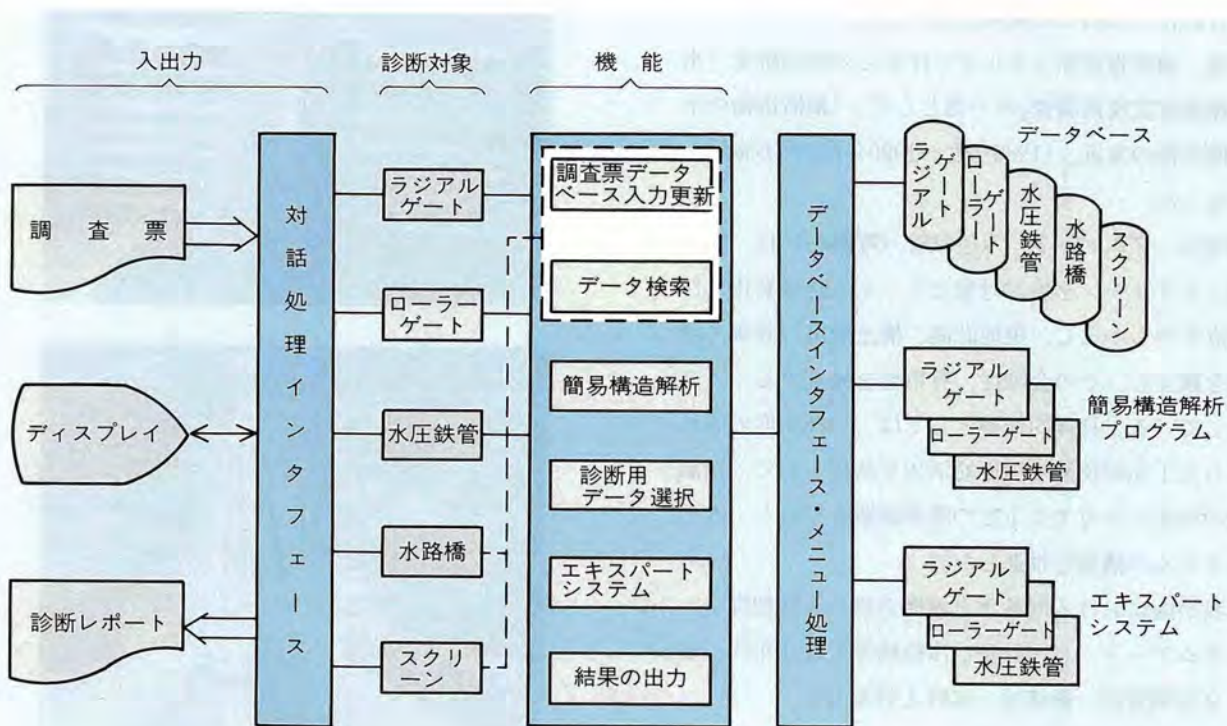 入出力
診断対象
機能
データベース
調査票
ディスプレイ
診断レポート
対話処理インタフェース
ラジアル
ゲート
ローラー
ゲート
水圧鉄管
水路橋
スクリ
ーン
調査票データ
ベース入力更新
データ検索
簡易構造解析
診断用
データ選択
エキスパート
システム
結果の出力
データベースインタフェース・メニュー処理
ラジアル
ゲート
ローラー
ゲート
水圧鉄管
水路橋
スクリーン
ラジアル
ゲート
ローラーゲート
水圧鉄管
簡易構造解析
プログラム
ラジアル
ゲート
ローラーゲート
水圧鉄管
エキスパート
システム